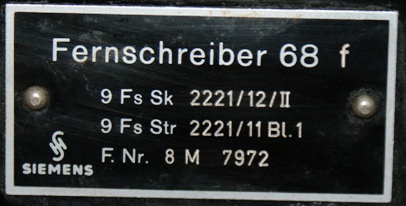 Fernschreiber 68 f
9 Fs Sk 2221/12/II
9 Fs Str 2221/11 Bl.1
F. Nr. 8 M 7972
SIEMENS